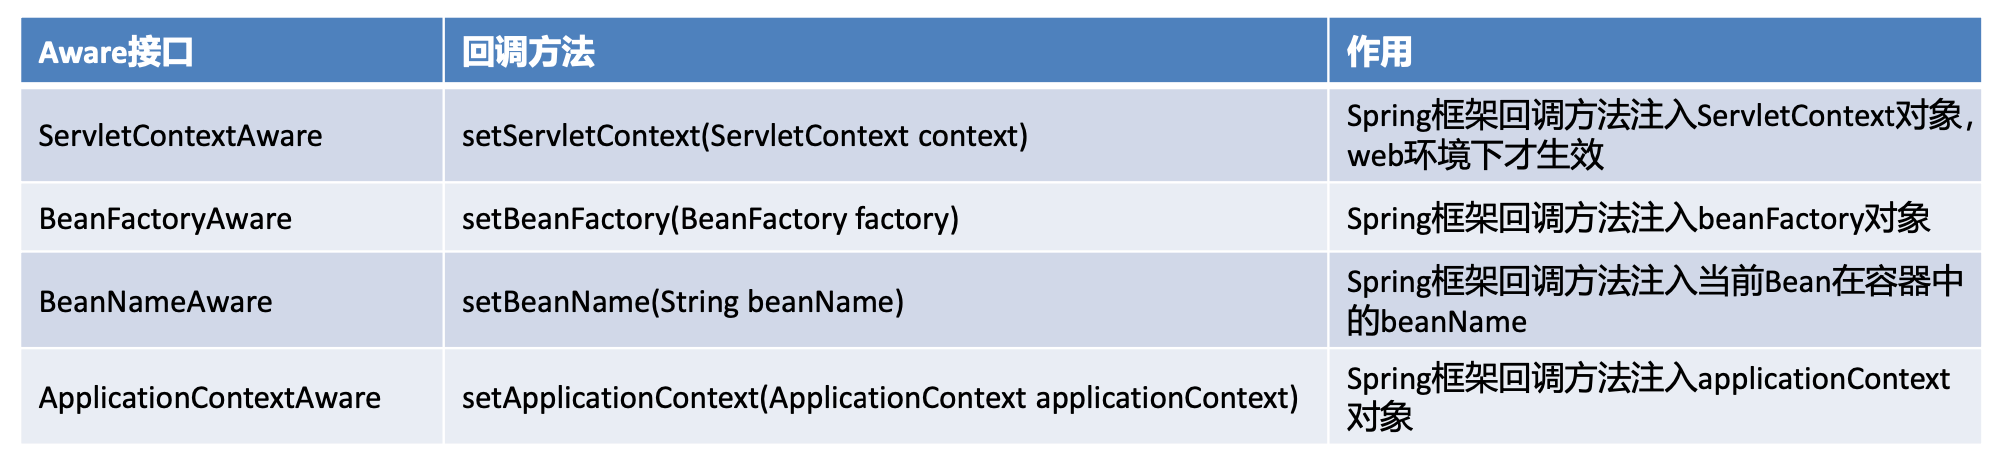 Aware接口 回调方法 作用
ServletContextAware setServletContext(ServletContext context) Spring框架回调方法注入ServletContext对象，
web环境下才生效
BeanFactoryAware setBeanFactory(BeanFactory factory) Spring框架回调方法注入beanFactory对象
BeanNameAware setBeanName(String beanName) Spring框架回调方法注入当前Bean在容器中
的beanName
ApplicationContextAware setApplicationContext(ApplicationContext applicationContext) Spring框架回调方法注入applicationContext
对象